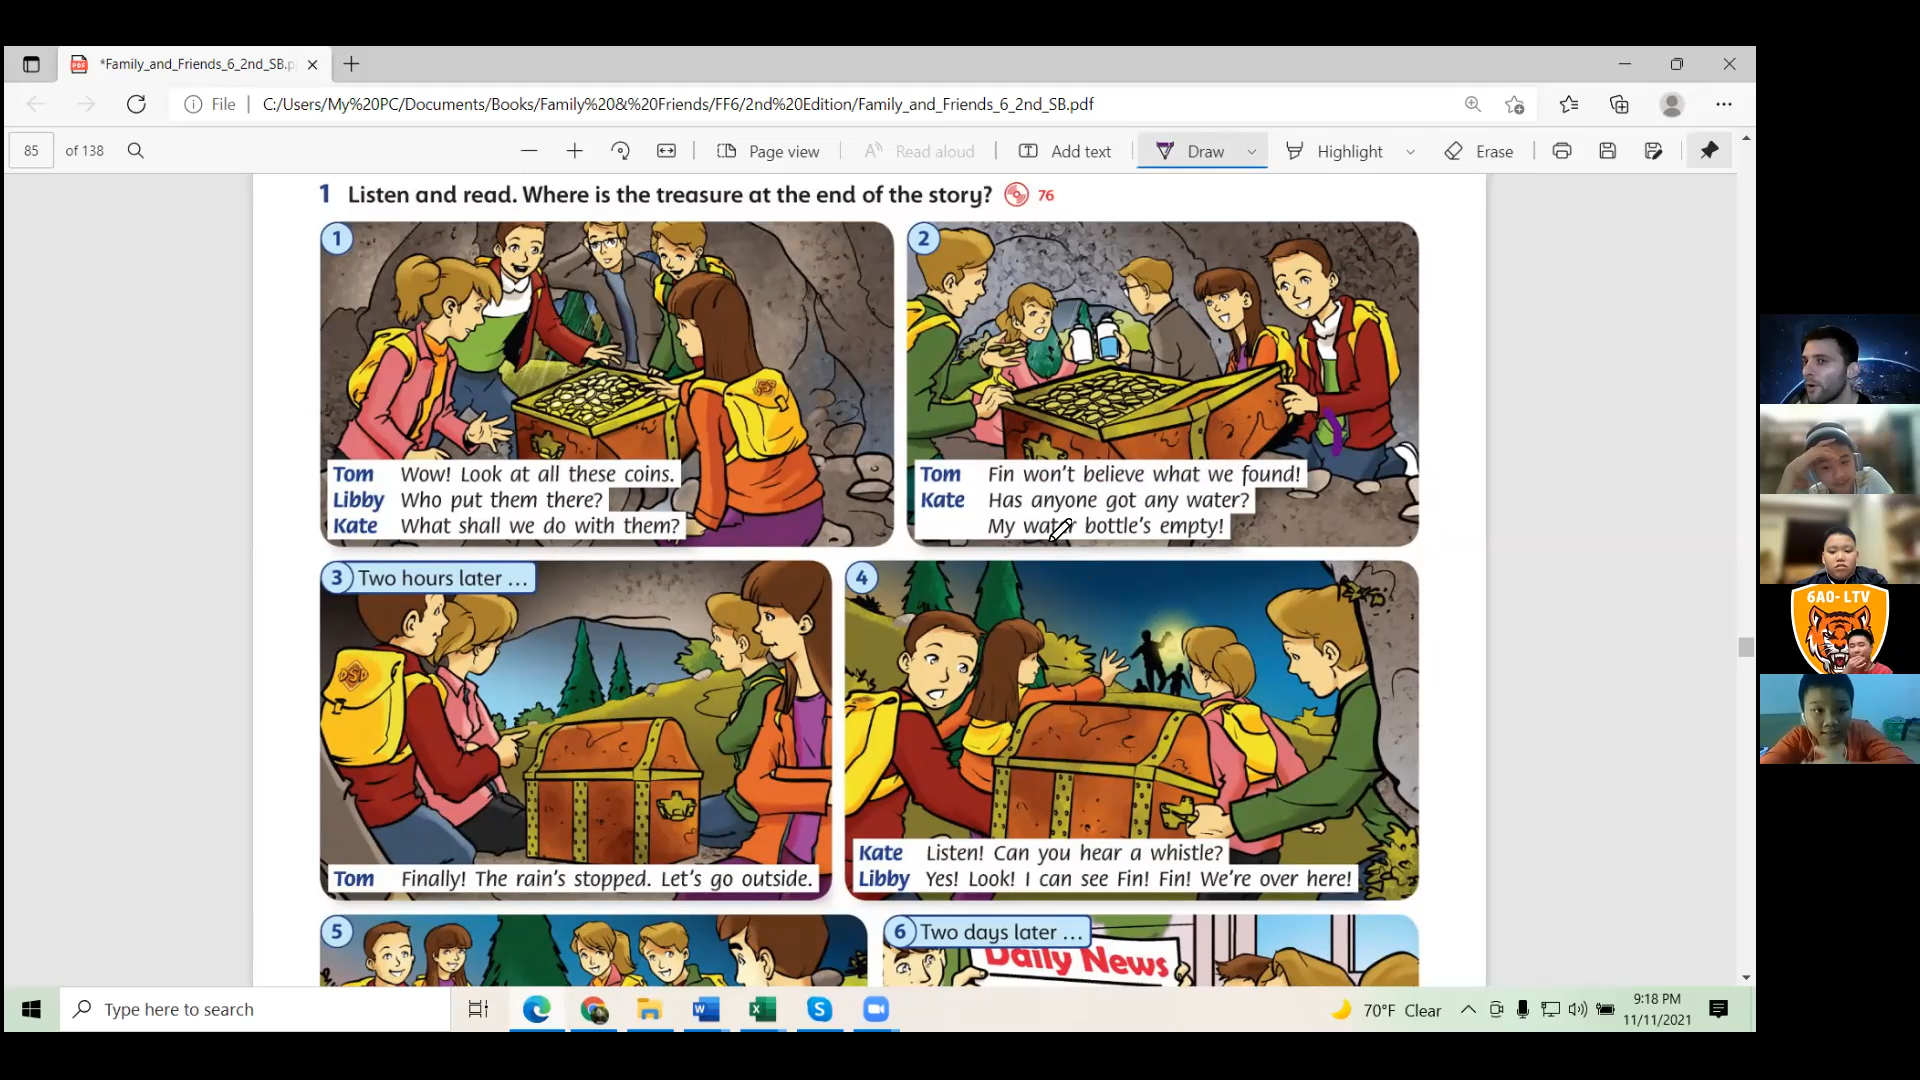 *Family_and_Friends_6_2nd_SB.p
File
C:/Users/My%20PC/Documents/Books/Family%20&%20Friends/FF6/2nd%20Edition/Family_and_Friends_6_2nd_SB.pdf
85 of 138
Page view
Read aloud
Add text
Draw
Highlight
Erase
1 Listen and read. Where is the treasure at the end of the story? 76
1
Tom Wow! Look at all these coins.
Libby Who put them there?
Kate What shall we do with them?
2
Tom Fin won't believe what we found!
Kate Has anyone got any water?
My water bottle's empty!
3 Two hours later ...
DSD
Tom Finally! The rain's stopped. Let's go outside.
4
Kate Listen! Can you hear a whistle?
Libby Yes! Look! I can see Fin! Fin! We're over here!
5
6 Two days later ...
Daily News
6A0-LTV
Type here to search
70°F Clear
9:18 PM
11/11/2021